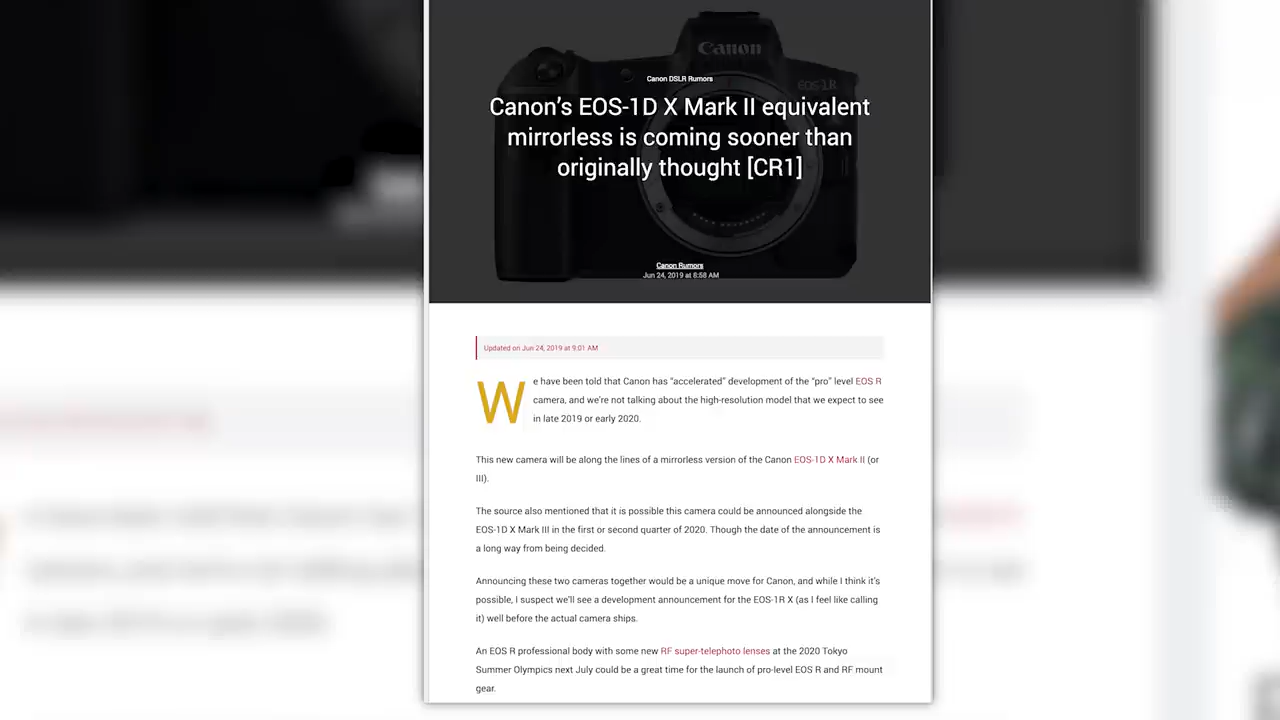 Canon
EOS R
Canon DSLR Rumors
Canon's EOS-1D X Mark II equivalent
mirrorless is coming sooner than
originally thought [CR1]
Canon Rumors
Jun 24, 2019 at 8:58 AM
Updated on Jun 24, 2019 at 9:01 AM
We have been told that Canon has "accelerated" development of the "pro" level EOS R
camera, and we're not talking about the high-resolution model that we expect to see
in late 2019 or early 2020.
This new camera will be along the lines of a mirrorless version of the Canon EOS-1D X Mark II (or
III).
The source also mentioned that it is possible this camera could be announced alongside the
EOS-1D X Mark III in the first or second quarter of 2020. Though the date of the announcement is
a long way from being decided.
Announcing these two cameras together would be a unique move for Canon, and while I think it's
possible, I suspect we'll see a development announcement for the EOS-1R X (as I feel like calling
it) well before the actual camera ships.
An EOS R professional body with some new RF super-telephoto lenses at the 2020 Tokyo
Summer Olympics next July could be a great time for the launch of pro-level EOS R and RF mount
gear.